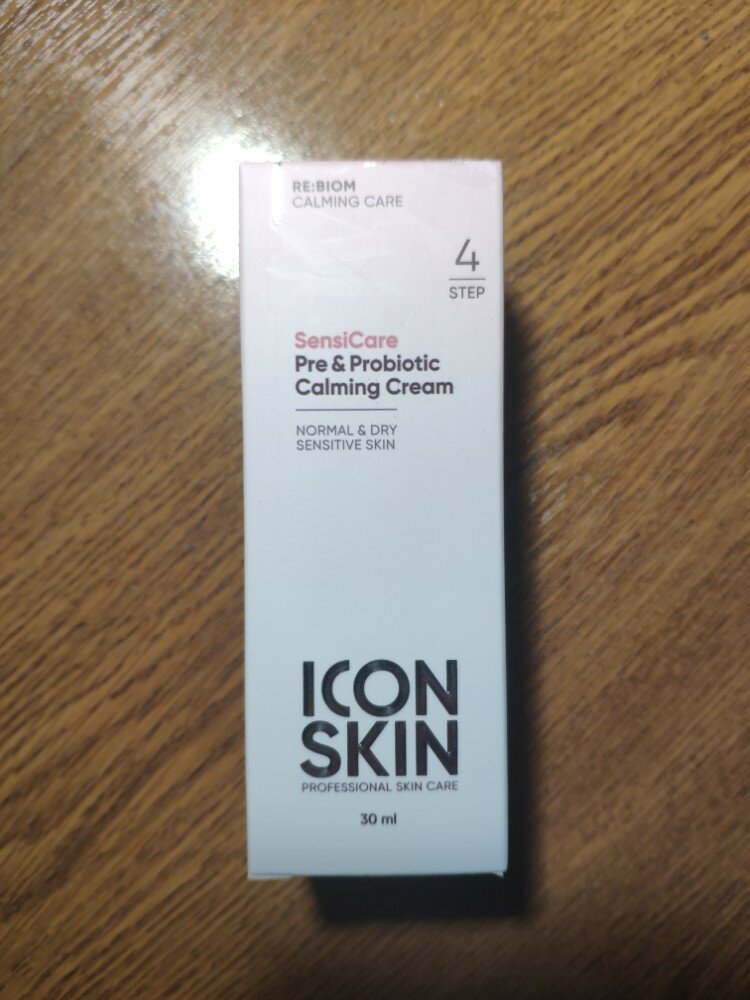 RE:BIOM
CALMING CARE
4
STEP
SensiCare
Pre & Probiotic
Calming Cream
NORMAL & DRY
SENSITIVE SKIN
ICON
SKIN
PROFESSIONAL SKIN CARE
30 ml